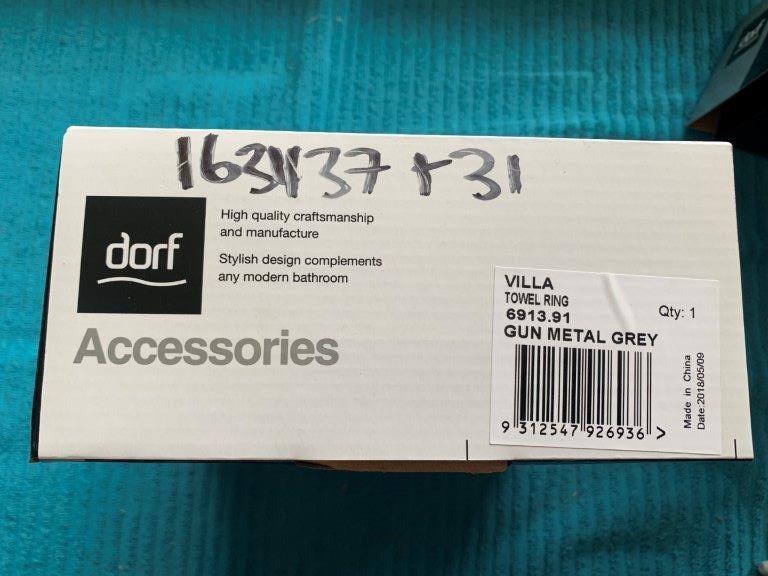 163437 + 31
dorf
High quality craftsmanship
and manufacture
Stylish design complements
any modern bathroom
Accessories
VILLA
TOWEL RING
6913.91
GUN METAL GREY
Qty: 1
9 312547 926936 >
Made in China
Date:2018/05/09